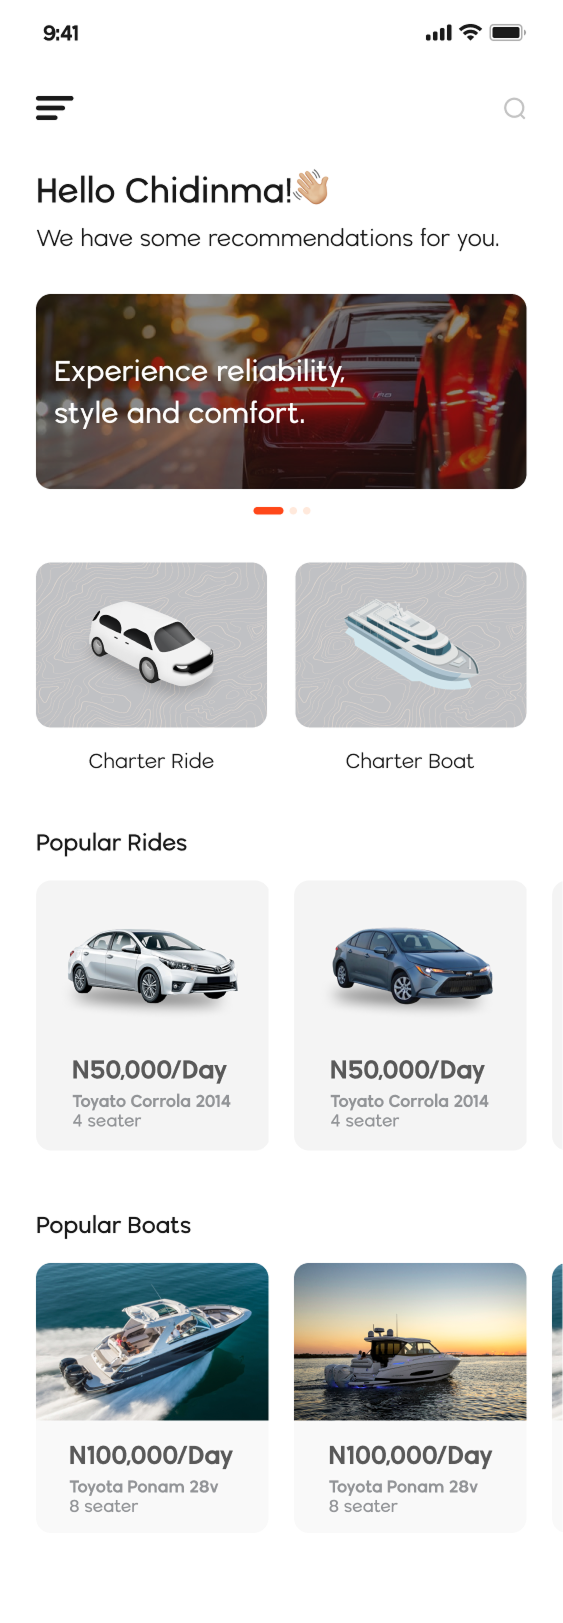 9:41
Hello Chidinma!👋🏼
We have some recommendations for you.
Experience reliability,
style and comfort.
Charter Ride
Charter Boat
Popular Rides
N50,000/Day
Toyato Corrola 2014
4 seater
N50,000/Day
Toyato Corrola 2014
4 seater
Popular Boats
N100,000/Day
Toyota Ponam 28v
8 seater
N100,000/Day
Toyota Ponam 28v
8 seater